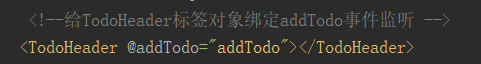 <!--给TodoHeader标签对象绑定addTodo事件监听 -->
<TodoHeader @addTodo="addTodo"></TodoHeader>